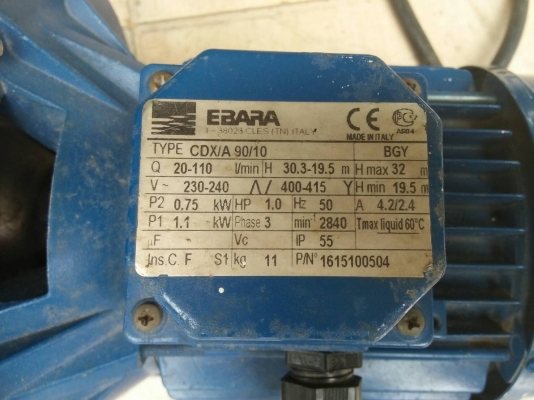 EBARA
I - 38023 CLES (TN) ITALY
CE
MADE IN ITALY
TYPE CDX/A 90/10 BGY
Q 20-110 l/min H 30.3-19.5 m H max 32 m
V~ 230-240 Λ/ 400-415 Y H min 19.5 m
P2 0.75 kW HP 1.0 Hz 50 A 4.2/2.4
P1 1.1 kW Phase 3 min⁻¹ 2840 Tmax liquid 60°C
µF Vc IP 55
Ins.C. F S1 kg 11 P/N° 1615100504